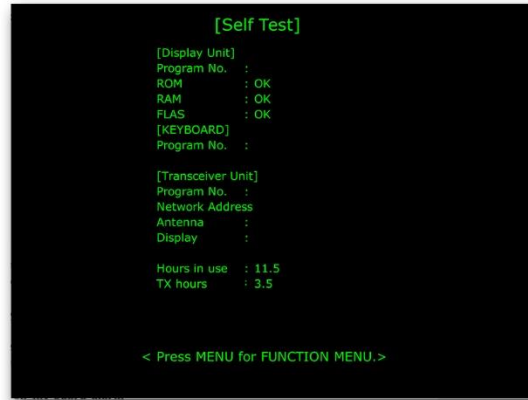 [Self Test]
[Display Unit]
Program No. :
ROM : OK
RAM : OK
FLAS : OK
[KEYBOARD]
Program No. :
[Transceiver Unit]
Program No. :
Network Address
Antenna :
Display :
Hours in use : 11.5
TX hours : 3.5
< Press MENU for FUNCTION MENU.>